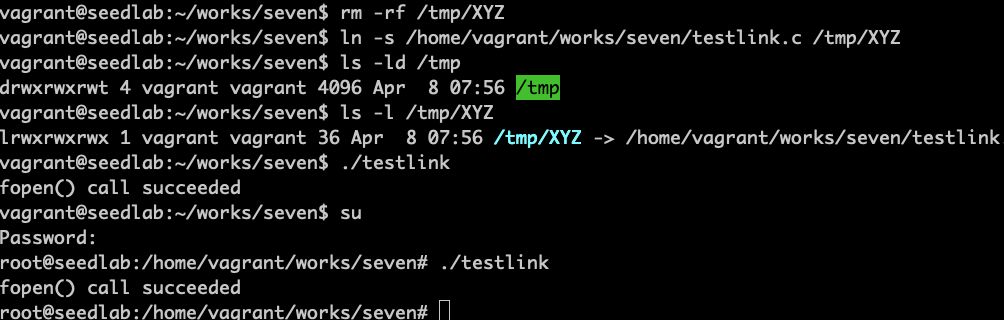 vagrant@seedlab:~/works/seven$ rm -rf /tmp/XYZ
vagrant@seedlab:~/works/seven$ ln -s /home/vagrant/works/seven/testlink.c /tmp/XYZ
vagrant@seedlab:~/works/seven$ ls -ld /tmp
drwxrwxrwt 4 vagrant vagrant 4096 Apr  8 07:56 /tmp
vagrant@seedlab:~/works/seven$ ls -l /tmp/XYZ
lrwxrwxrwx 1 vagrant vagrant 36 Apr  8 07:56 /tmp/XYZ -> /home/vagrant/works/seven/testlink.
vagrant@seedlab:~/works/seven$ ./testlink
fopen() call succeeded
vagrant@seedlab:~/works/seven$ su
Password:
root@seedlab:/home/vagrant/works/seven# ./testlink
fopen() call succeeded
root@seedlab:/home/vagrant/works/seven#